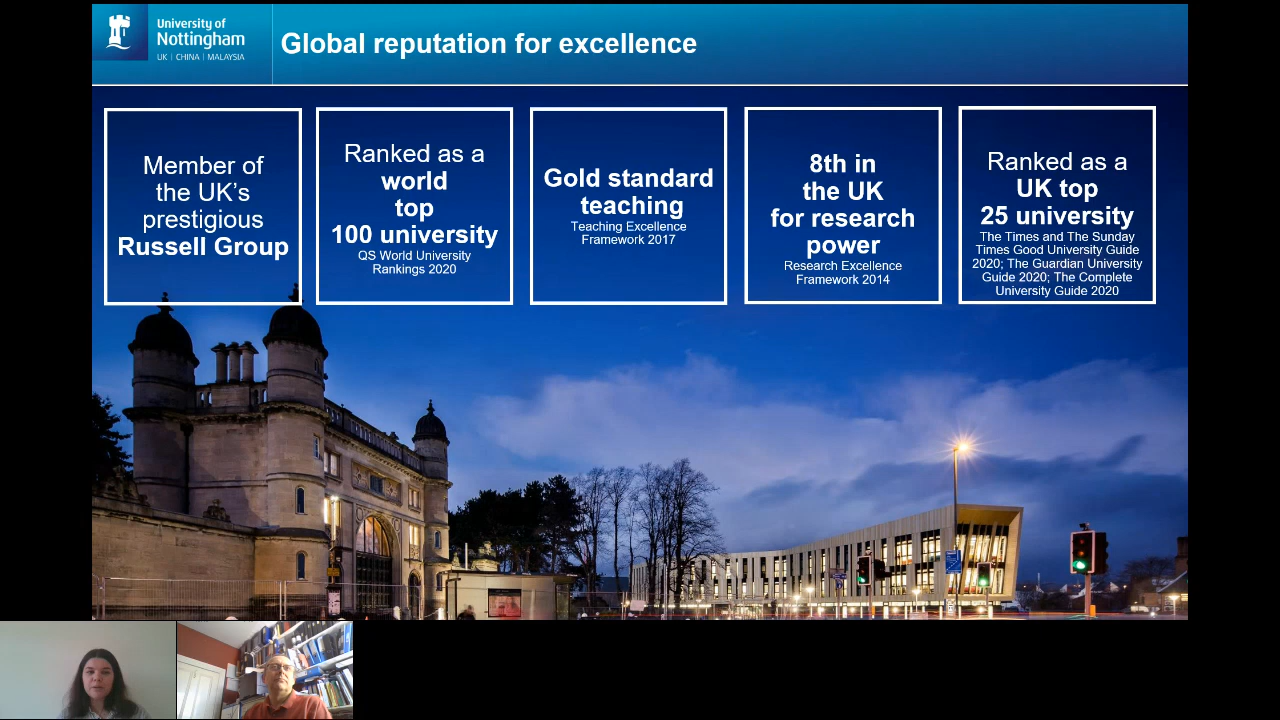 University of
Nottingham
UK | CHINA | MALAYSIA
Global reputation for excellence
Member of
the UK's
prestigious
Russell Group
Ranked as a
world
top
100 university
QS World University
Rankings 2020
Gold standard
teaching
Teaching Excellence
Framework 2017
8th in
the UK
for research
power
Research Excellence
Framework 2014
Ranked as a
UK top
25 university
The Times and The Sunday
Times Good University Guide
2020; The Guardian University
Guide 2020; The Complete
University Guide 2020